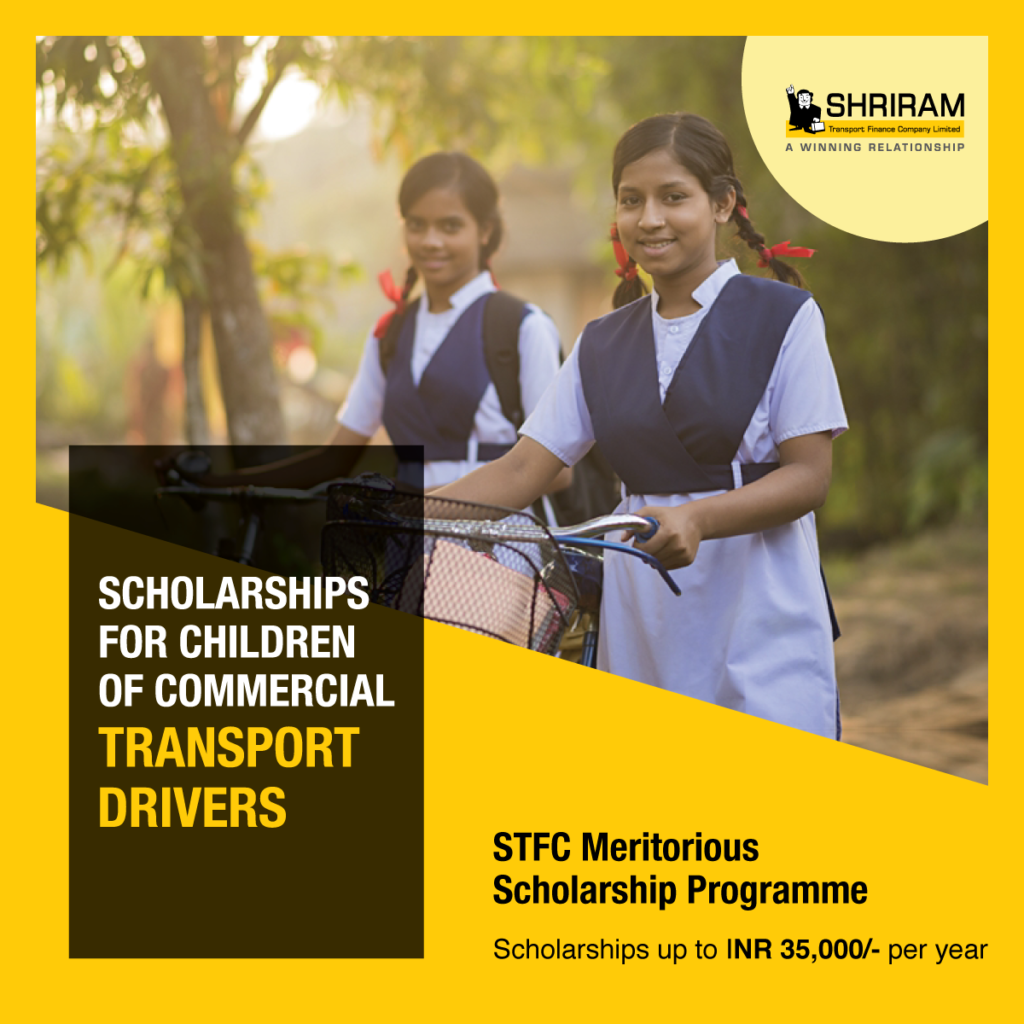 SHRIRAM
Transport Finance Company Limited
A WINNING RELATIONSHIP
SCHOLARSHIPS
FOR CHILDREN
OF COMMERCIAL
TRANSPORT
DRIVERS
STFC Meritorious
Scholarship Programme
Scholarships up to INR 35,000/- per year